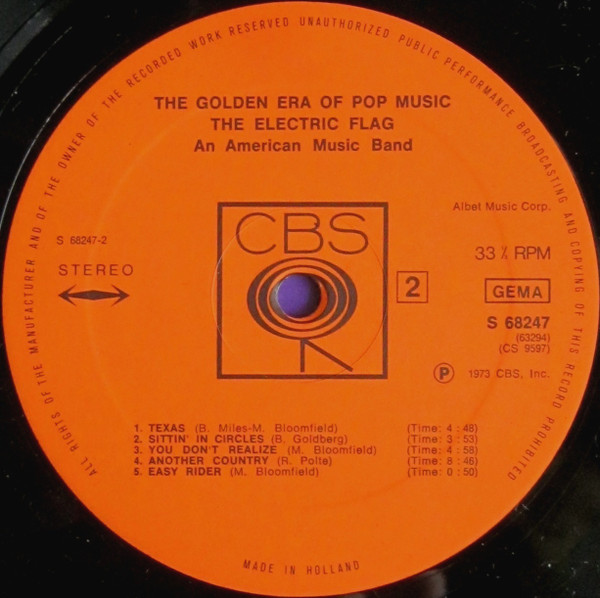 ALL RIGHTS OF THE MANUFACTURER AND OF THE OWNER OF THE RECORDED WORK RESERVED UNAUTHORIZED PUBLIC PERFORMANCE BROADCASTING AND COPYING OF THIS RECORD PROHIBITED
THE GOLDEN ERA OF POP MUSIC
THE ELECTRIC FLAG
An American Music Band
Albet Music Corp.
CBS
S 68247-2
33⅓ RPM
STEREO
2
GEMA
S 68247
(63294)
(CS 9597)
Ⓟ 1973 CBS, Inc.
1. TEXAS (B. Miles-M. Bloomfield) (Time: 4 : 48)
2. SITTIN' IN CIRCLES (B. Goldberg) (Time: 3 : 53)
3. YOU DON'T REALIZE (M. Bloomfield) (Time: 4 : 58)
4. ANOTHER COUNTRY (R. Polte) (Time: 8 : 46)
5. EASY RIDER (M. Bloomfield) (Time: 0 : 50)
MADE IN HOLLAND